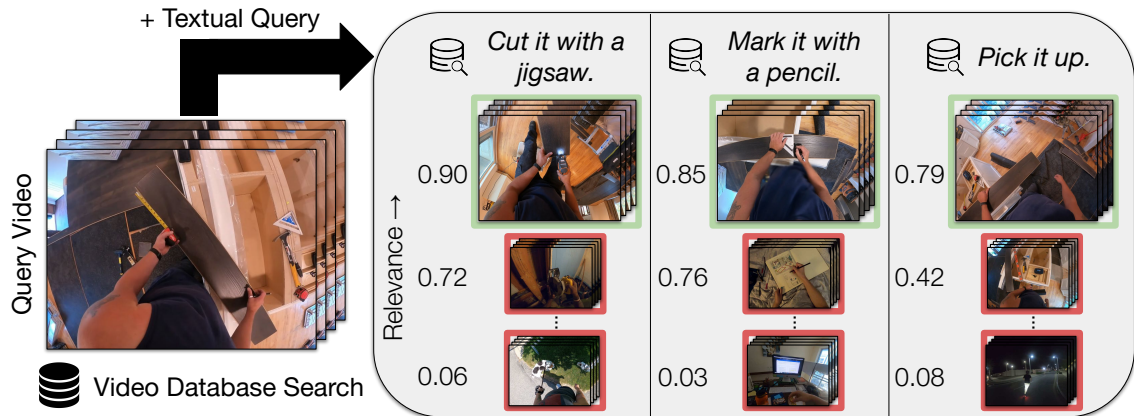 + Textual Query
Cut it with a
jigsaw.
Mark it with
a pencil.
Pick it up.
Query Video
Relevance →
0.90
0.85
0.79
0.72
0.76
0.42
0.06
0.03
0.08
Video Database Search